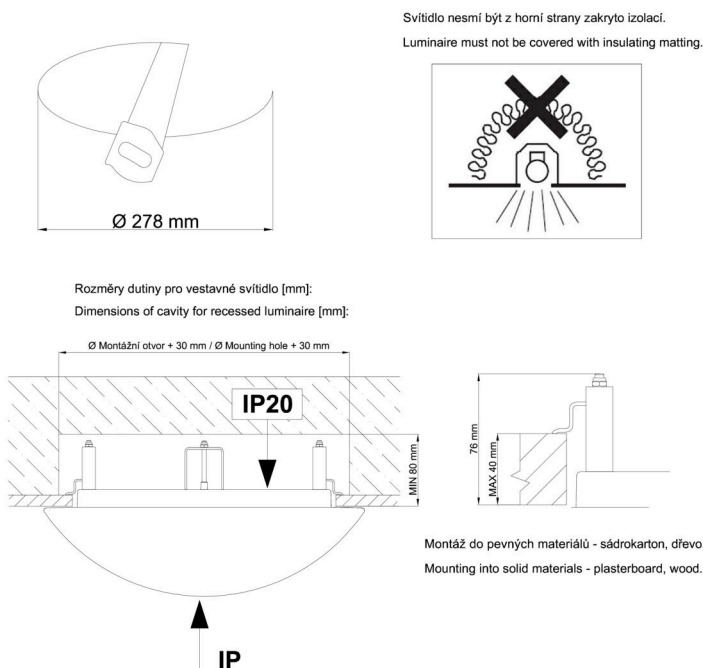 Svítidlo nesmí být z horní strany zakryto izolací.
Luminaire must not be covered with insulating matting.
Ø 278 mm
Rozměry dutiny pro vestavné svítidlo [mm]:
Dimensions of cavity for recessed luminaire [mm]:
Ø Montážní otvor + 30 mm / Ø Mounting hole + 30 mm
IP20
MIN 80 mm
76 mm
MAX 40 mm
Montáž do pevných materiálů - sádrokarton, dřevo
Mounting into solid materials - plasterboard, wood.
IP